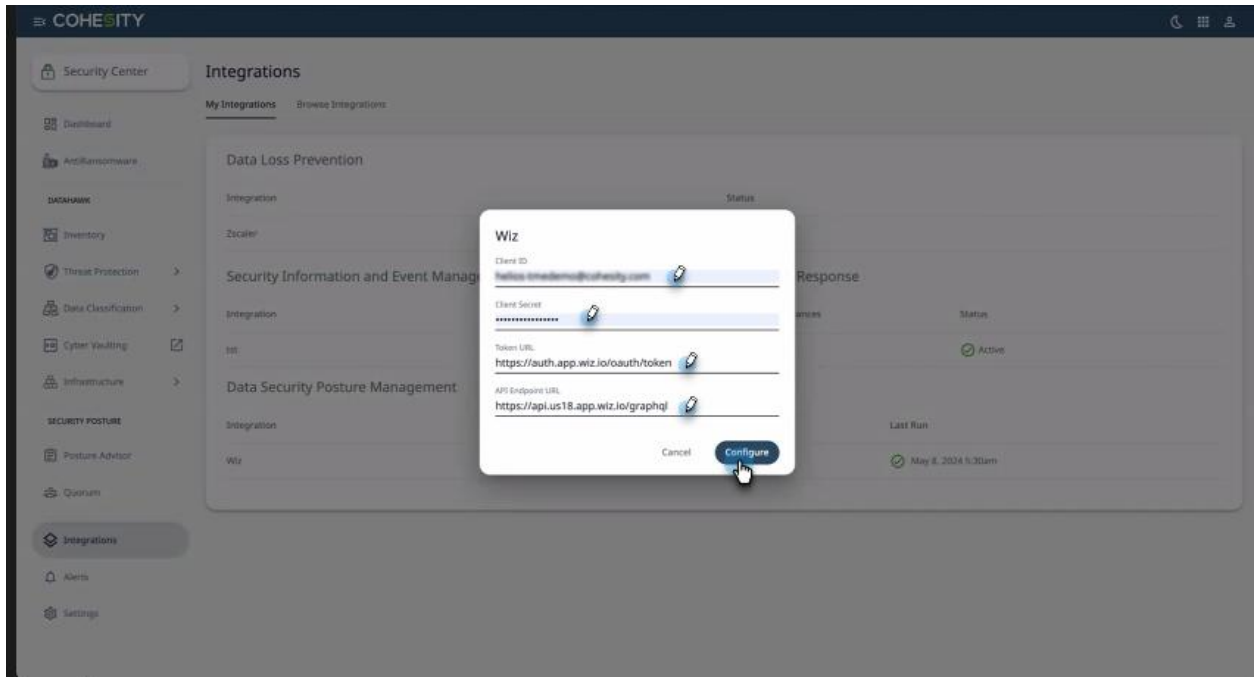 COHESITY
Security Center
Integrations
My Integrations Browse Integrations
Dashboard
AntiRansomware
DATAHAWK
Inventory
Threat Protection
Data Classification
Cyber Vaulting
Infrastructure
SECURITY POSTURE
Posture Advisor
Quorum
Integrations
Alerts
Settings
Data Loss Prevention
Integration Status
Zscaler
Security Information and Event Manag Response
Integration Status
Active
Data Security Posture Management
Integration Last Run
Wiz May 8, 2024 5:30am
Wiz
Client ID
helios-tmedemo@cohesity.com
Client Secret
••••••••••••••••
Token URL
https://auth.app.wiz.io/oauth/token
API Endpoint URL
https://api.us18.app.wiz.io/graphql
Cancel Configure